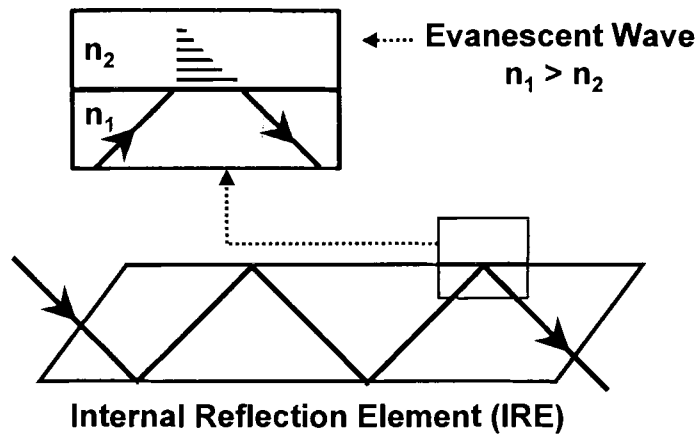 n2
Evanescent Wave
n1 > n2
n1
Internal Reflection Element (IRE)